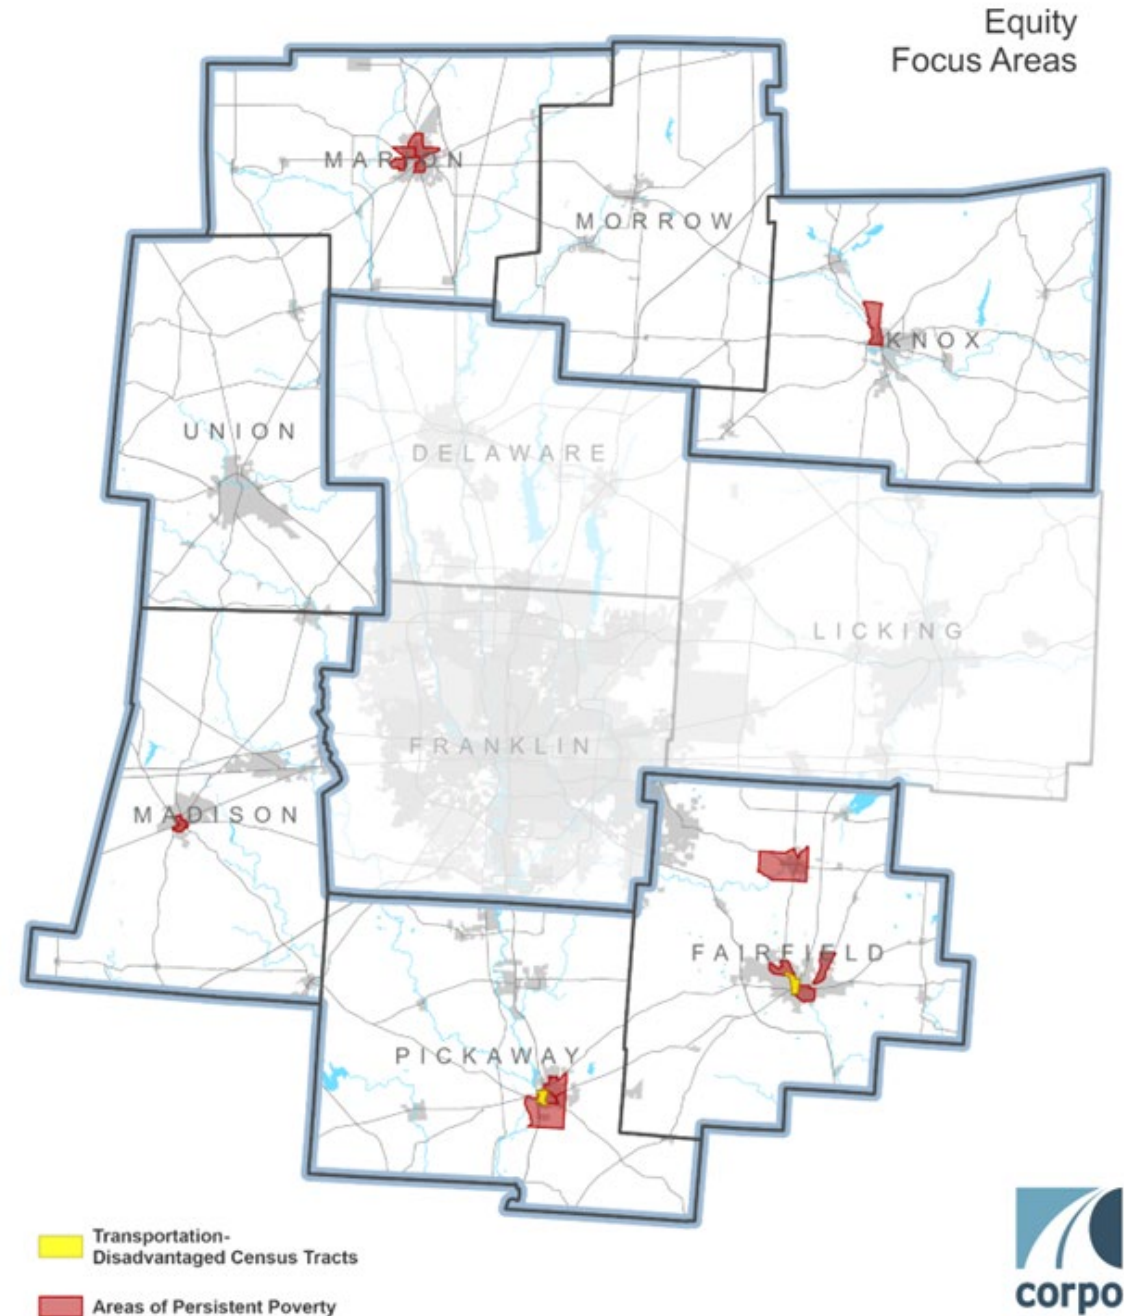 Equity
Focus Areas
MARION
MORROW
KNOX
UNION
DELAWARE
LICKING
FRANKLIN
MADISON
FAIRFIELD
PICKAWAY
Transportation-
Disadvantaged Census Tracts
Areas of Persistent Poverty
corpo